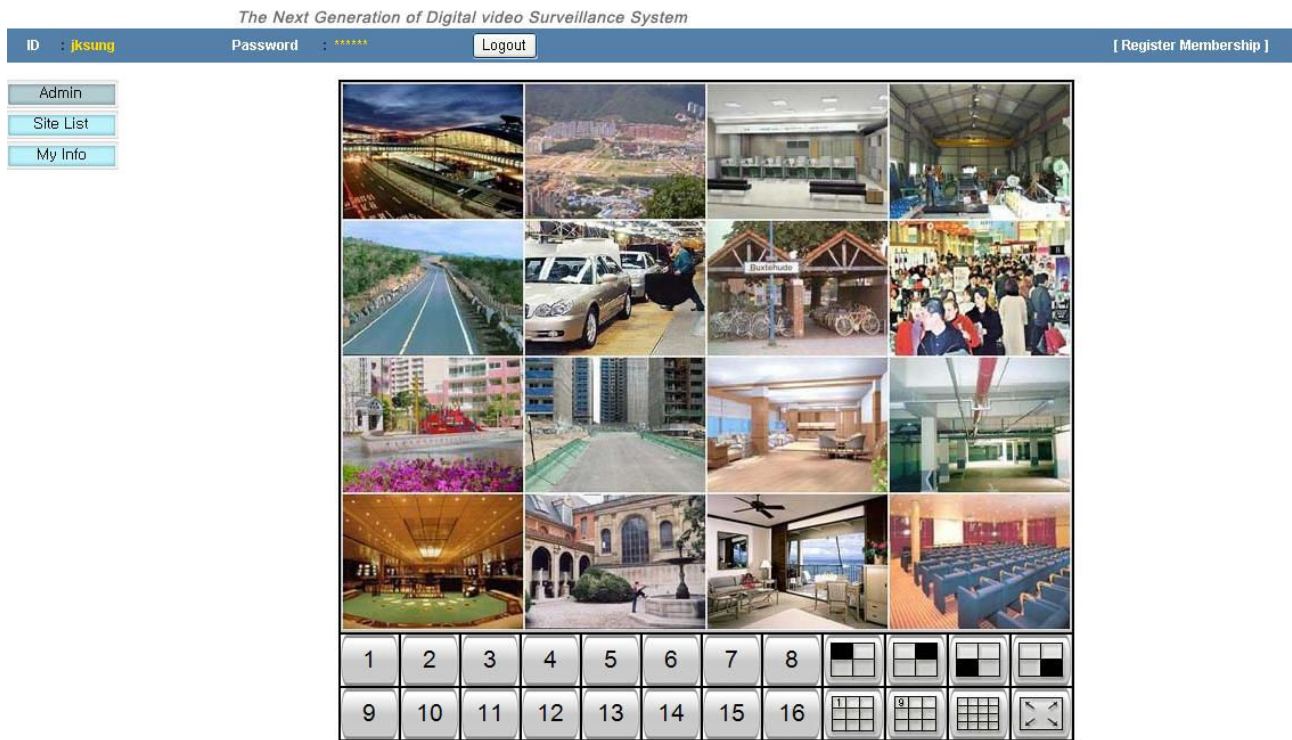 The Next Generation of Digital video Surveillance System
ID : jksung Password : ****** Logout [ Register Membership ]
Admin
Site List
My Info
Buxtehude
1 2 3 4 5 6 7 8
9 10 11 12 13 14 15 16 1 9